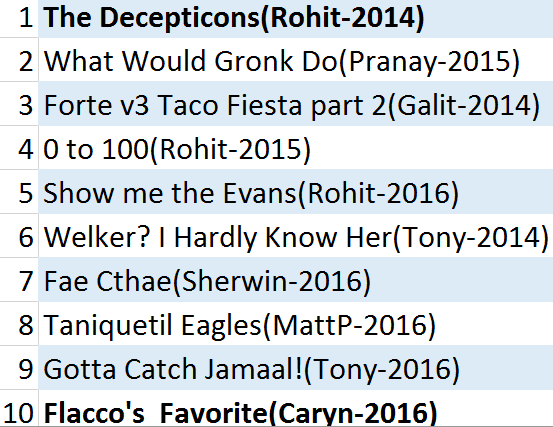 1 The Decepticons(Rohit-2014)
2 What Would Gronk Do(Pranay-2015)
3 Forte v3 Taco Fiesta part 2(Galit-2014)
4 0 to 100(Rohit-2015)
5 Show me the Evans(Rohit-2016)
6 Welker? I Hardly Know Her(Tony-2014)
7 Fae Cthae(Sherwin-2016)
8 Taniquetil Eagles(MattP-2016)
9 Gotta Catch Jamaal!(Tony-2016)
10 Flacco's  Favorite(Caryn-2016)